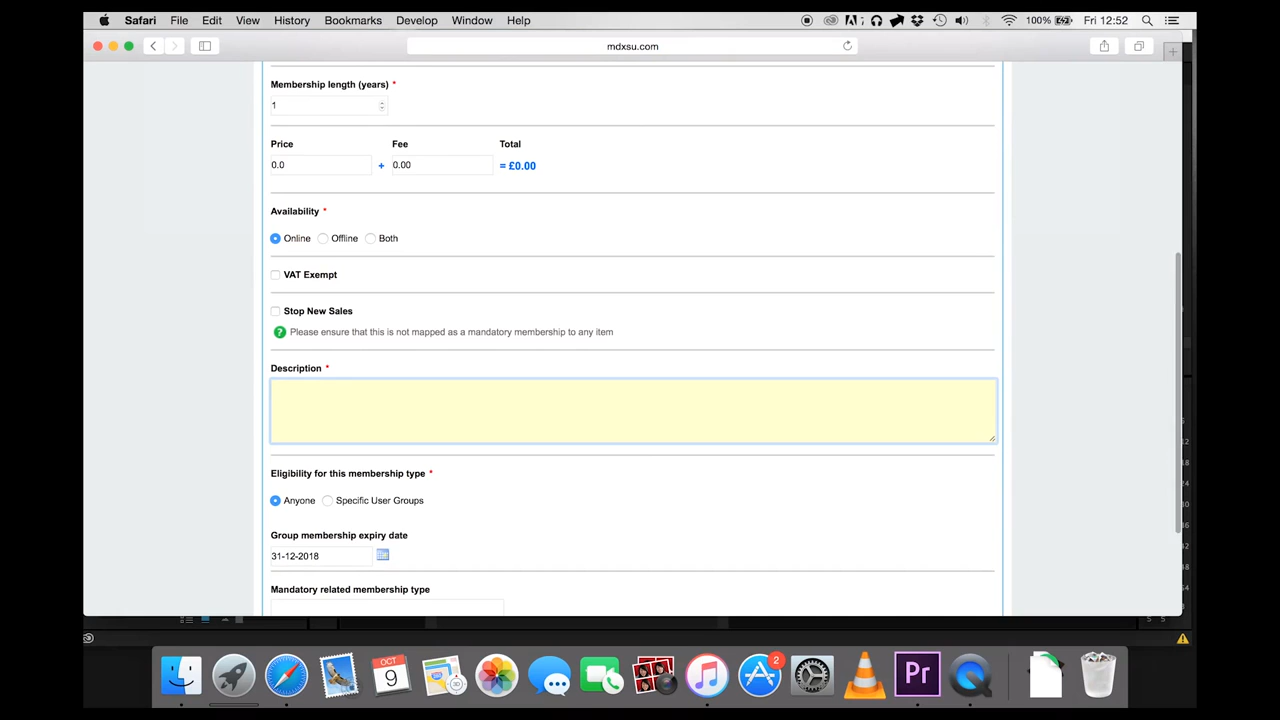 Safari File Edit View History Bookmarks Develop Window Help 7 100% Fri 12:52
mdxsu.com
Membership length (years) *
1
Price Fee Total
0.0 + 0.00 = £0.00
Availability *
Online Offline Both
VAT Exempt
Stop New Sales
? Please ensure that this is not mapped as a mandatory membership to any item
Description *
Eligibility for this membership type *
Anyone Specific User Groups
Group membership expiry date
31-12-2018
Mandatory related membership type
OCT
9
2
Pr